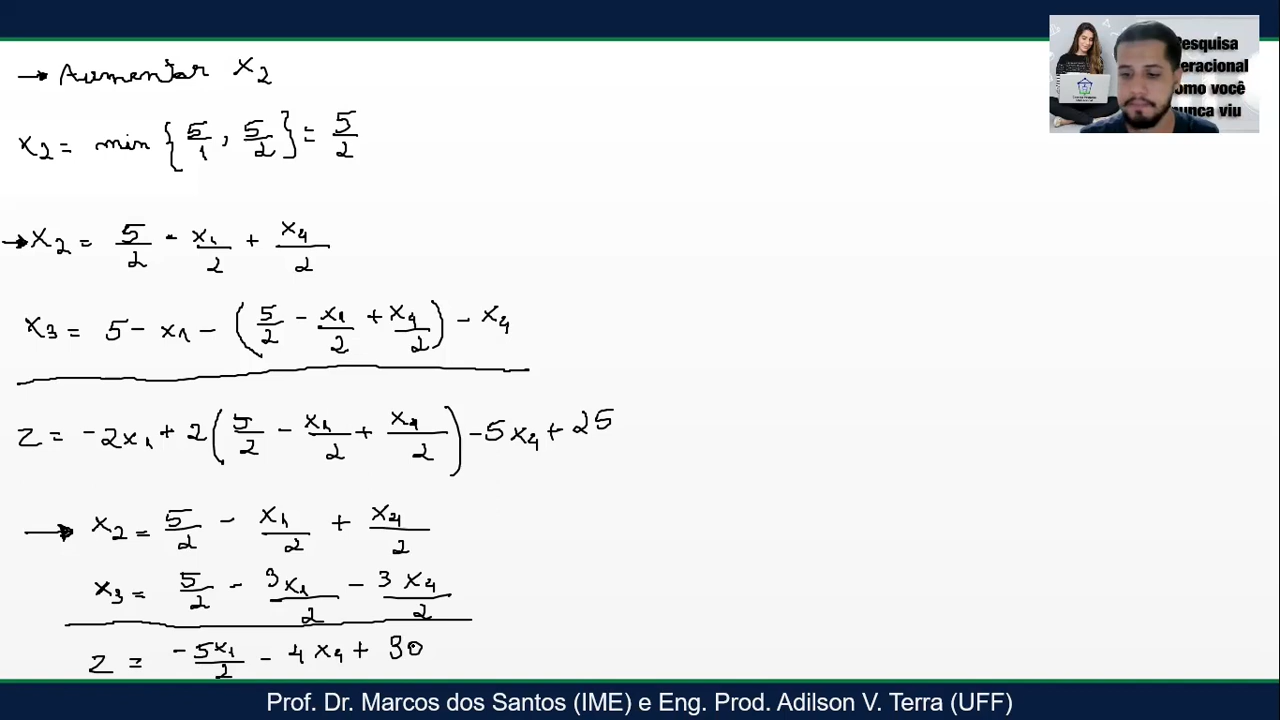 → Aumentar x₂
x₂ = min {5/1, 5/2} = 5/2
→ x₂ = 5/2 - x₁/2 + x₄/2
x₃ = 5 - x₁ - (5/2 - x₁/2 + x₄/2) - x₄
z = -2x₁ + 2(5/2 - x₁/2 + x₄/2) - 5x₄ + 25
→ x₂ = 5/2 - x₁/2 + x₄/2
x₃ = 5/2 - 3x₁/2 - 3x₄/2
z = -5x₁/2 - 4x₄ + 30
Pesquisa
eracional
omo você
nunca viu
Prof. Dr. Marcos dos Santos (IME) e Eng. Prod. Adilson V. Terra (UFF)